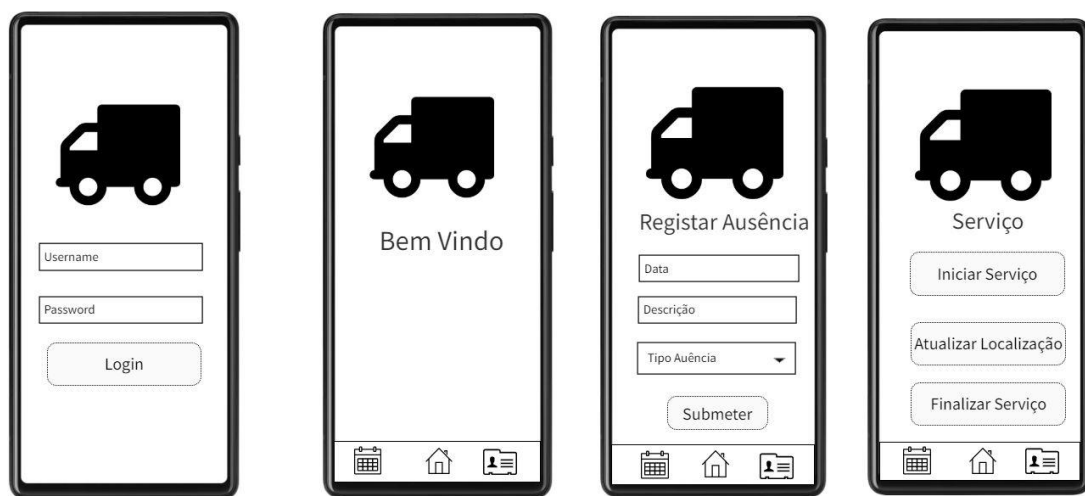 Username
Password
Login
Bem Vindo
Registar Ausência
Data
Descrição
Tipo Auência
Submeter
Serviço
Iniciar Serviço
Atualizar Localização
Finalizar Serviço